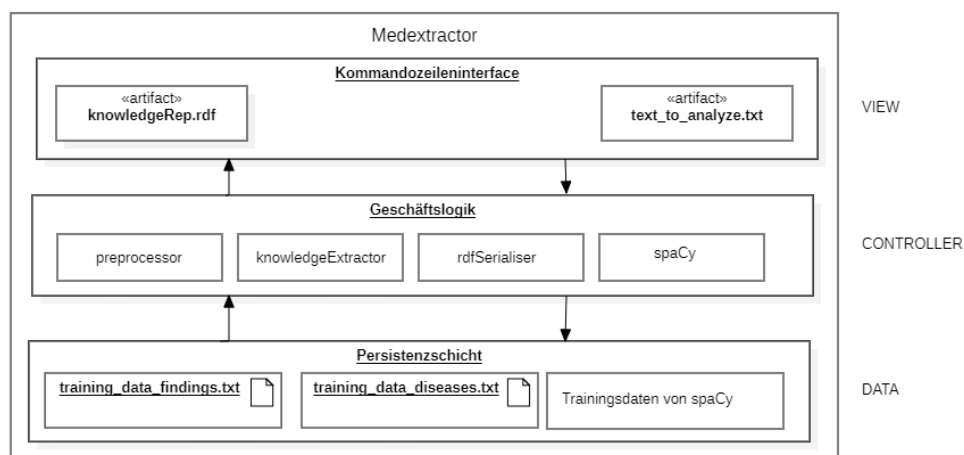 Medextractor
Kommandozeileninterface
«artifact»
knowledgeRep.rdf
«artifact»
text_to_analyze.txt
VIEW
Geschäftslogik
preprocessor
knowledgeExtractor
rdfSerialiser
spaCy
CONTROLLER
Persistenzschicht
training_data_findings.txt
training_data_diseases.txt
Trainingsdaten von spaCy
DATA